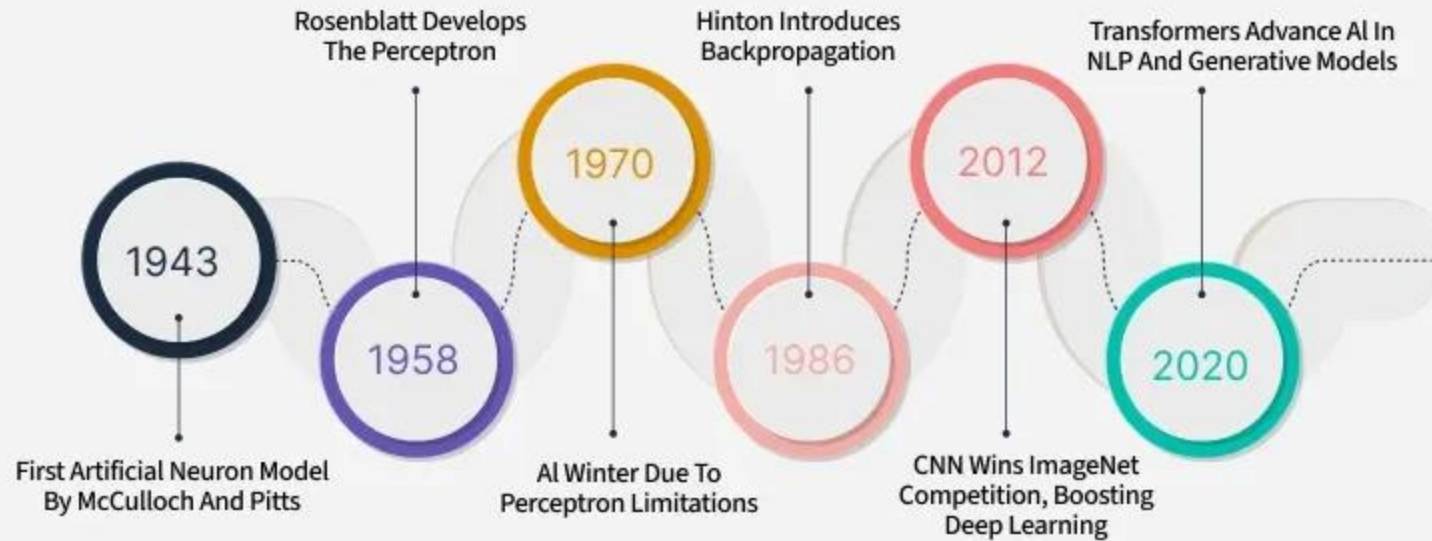 1943
First Artificial Neuron Model
By McCulloch And Pitts
Rosenblatt Develops
The Perceptron
1958
1970
AI Winter Due To
Perceptron Limitations
Hinton Introduces
Backpropagation
1986
2012
CNN Wins ImageNet
Competition, Boosting
Deep Learning
Transformers Advance AI In
NLP And Generative Models
2020